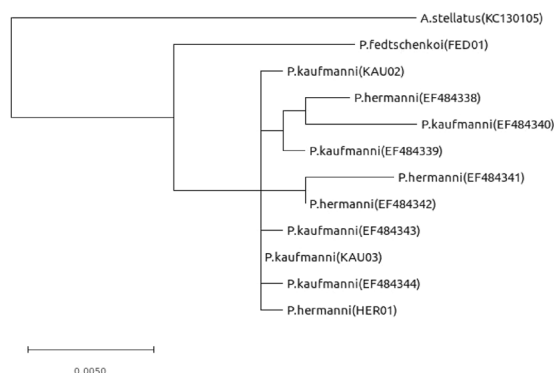 A.stellatus(KC130105)
P.fedtschenkoi(FED01)
P.kaufmanni(KAU02)
P.hermanni(EF484338)
P.kaufmanni(EF484340)
P.kaufmanni(EF484339)
P.hermanni(EF484341)
P.hermanni(EF484342)
P.kaufmanni(EF484343)
P.kaufmanni(KAU03)
P.kaufmanni(EF484344)
P.hermanni(HER01)
0.0050